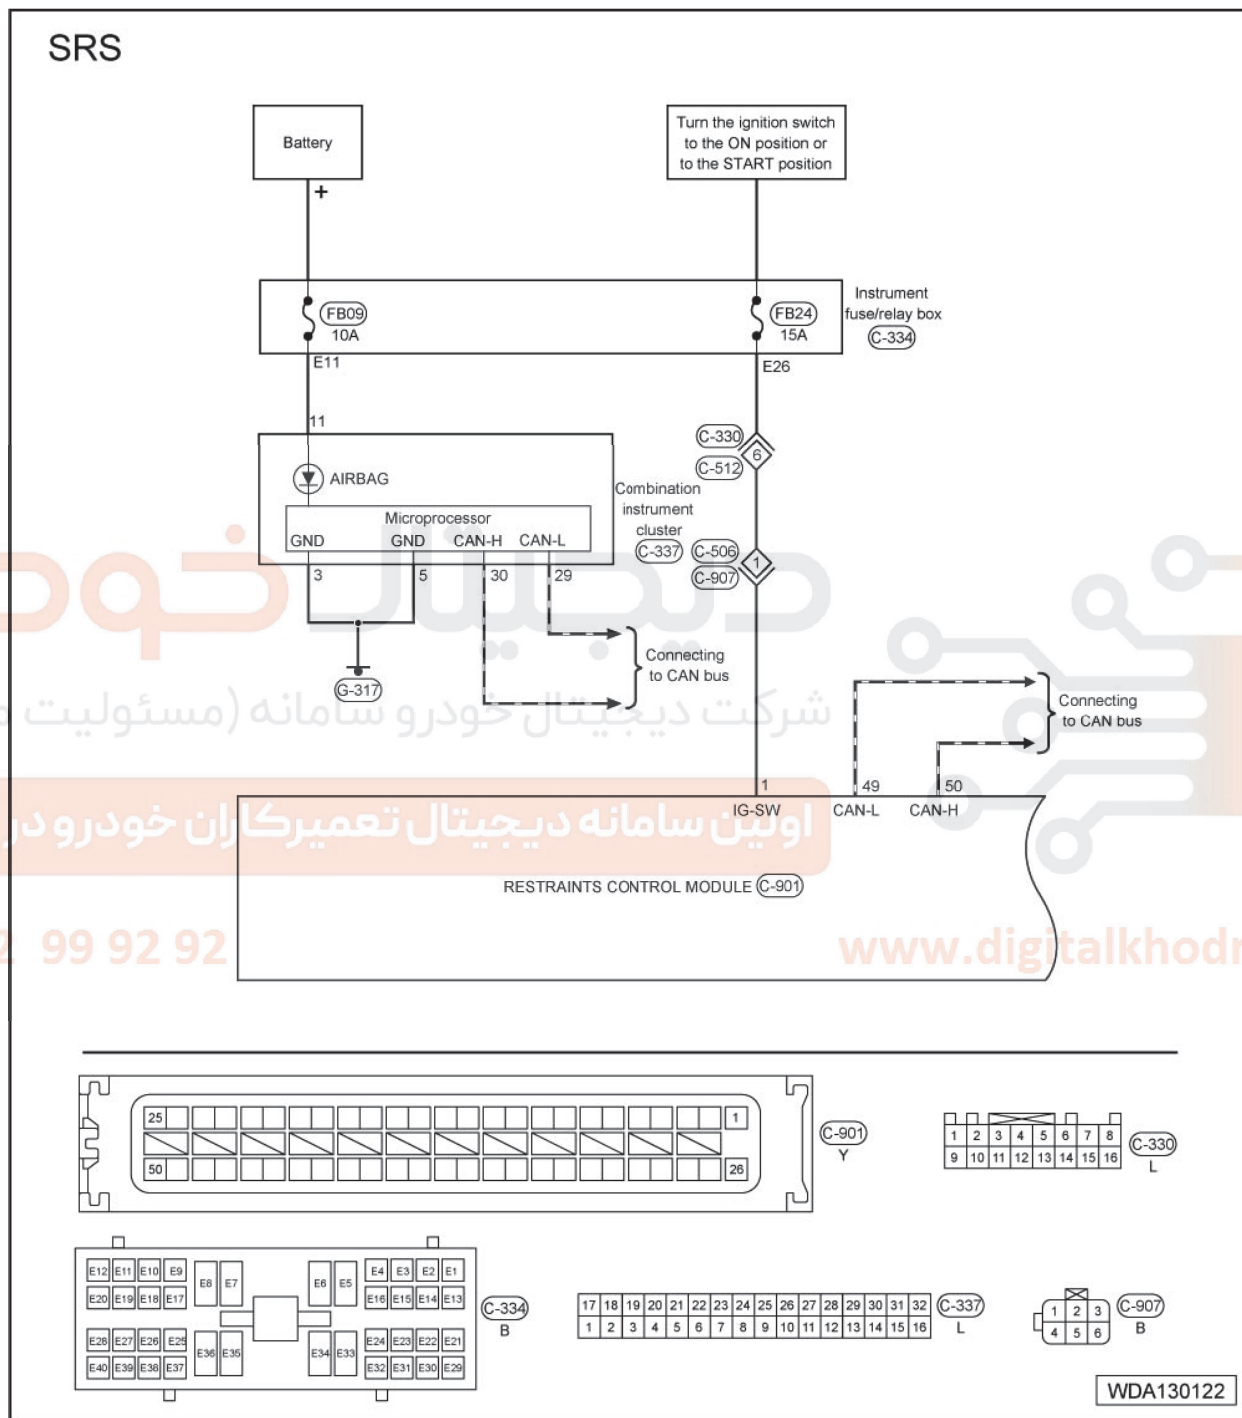 SRS
Battery
Turn the ignition switch
to the ON position or
to the START position
+
FB09
10A
FB24
15A
Instrument
fuse/relay box
C-334
E11
E26
11
AIRBAG
Microprocessor
GND GND CAN-H CAN-L
3 5 30 29
Combination
instrument
cluster
C-337
C-330
6
C-512
C-506
1
C-907
G-317
Connecting
to CAN bus
Connecting
to CAN bus
دیجیتال خودر
شرکت دیجیتال خودرو سامانه (مسئولیت
اولین سامانه دیجیتال تعمیرکاران خودرو در
1 49 50
IG-SW CAN-L CAN-H
RESTRAINTS CONTROL MODULE C-901
2 99 92 92
www.digitalkhodr
25 1
50 26
C-901
Y
1 2 3 4 5 6 7 8
9 10 11 12 13 14 15 16
C-330
L
E12 E11 E10 E9 E8 E7 E6 E5 E4 E3 E2 E1
E20 E19 E18 E17 E16 E15 E14 E13
E28 E27 E26 E25 E36 E35 E34 E33 E24 E23 E22 E21
E40 E39 E38 E37 E32 E31 E30 E29
C-334
B
17 18 19 20 21 22 23 24 25 26 27 28 29 30 31 32
1 2 3 4 5 6 7 8 9 10 11 12 13 14 15 16
C-337
L
1 2 3
4 5 6
C-907
B
WDA130122